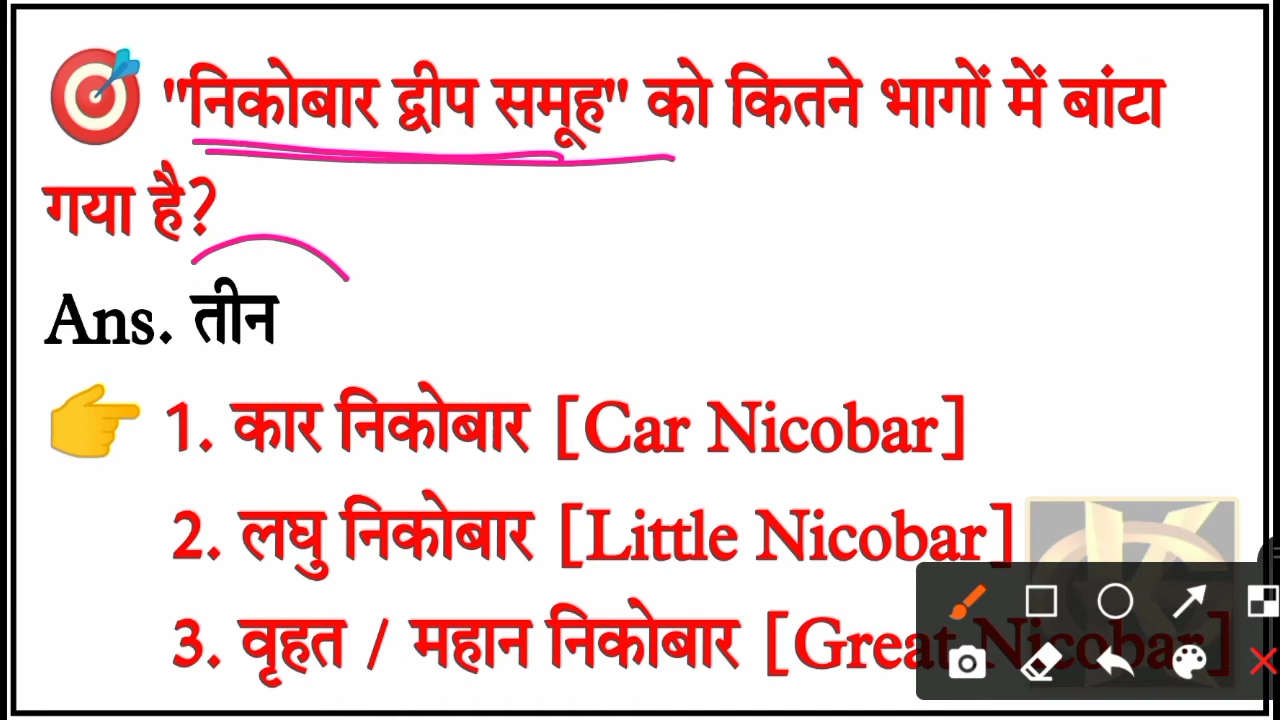 "निकोबार द्वीप समूह" को कितने भागों में बांटा
गया है?
Ans. तीन
1. कार निकोबार [Car Nicobar]
2. लघु निकोबार [Little Nicobar]
3. वृहत / महान निकोबार [Great Nicobar]